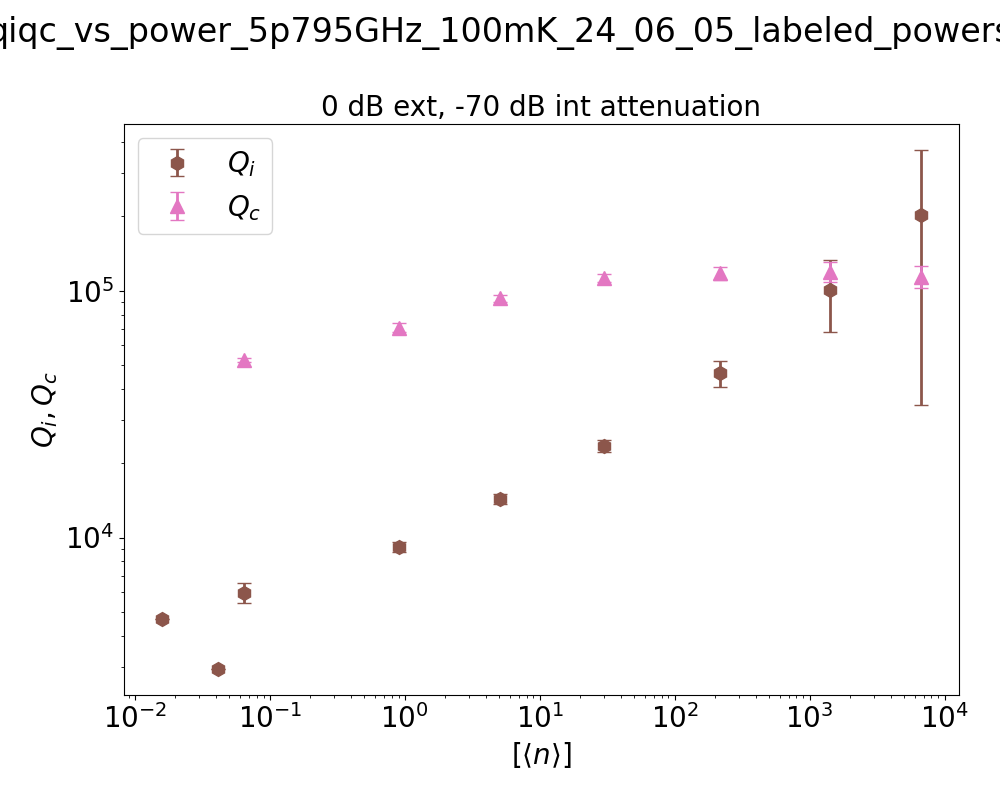 qiqc_vs_power_5p795GHz_100mK_24_06_05_labeled_powers
0 dB ext, -70 dB int attenuation
Q_i
Q_c
10^5
10^4
Q_i, Q_c
10^-2 10^-1 10^0 10^1 10^2 10^3 10^4
[⟨n⟩]